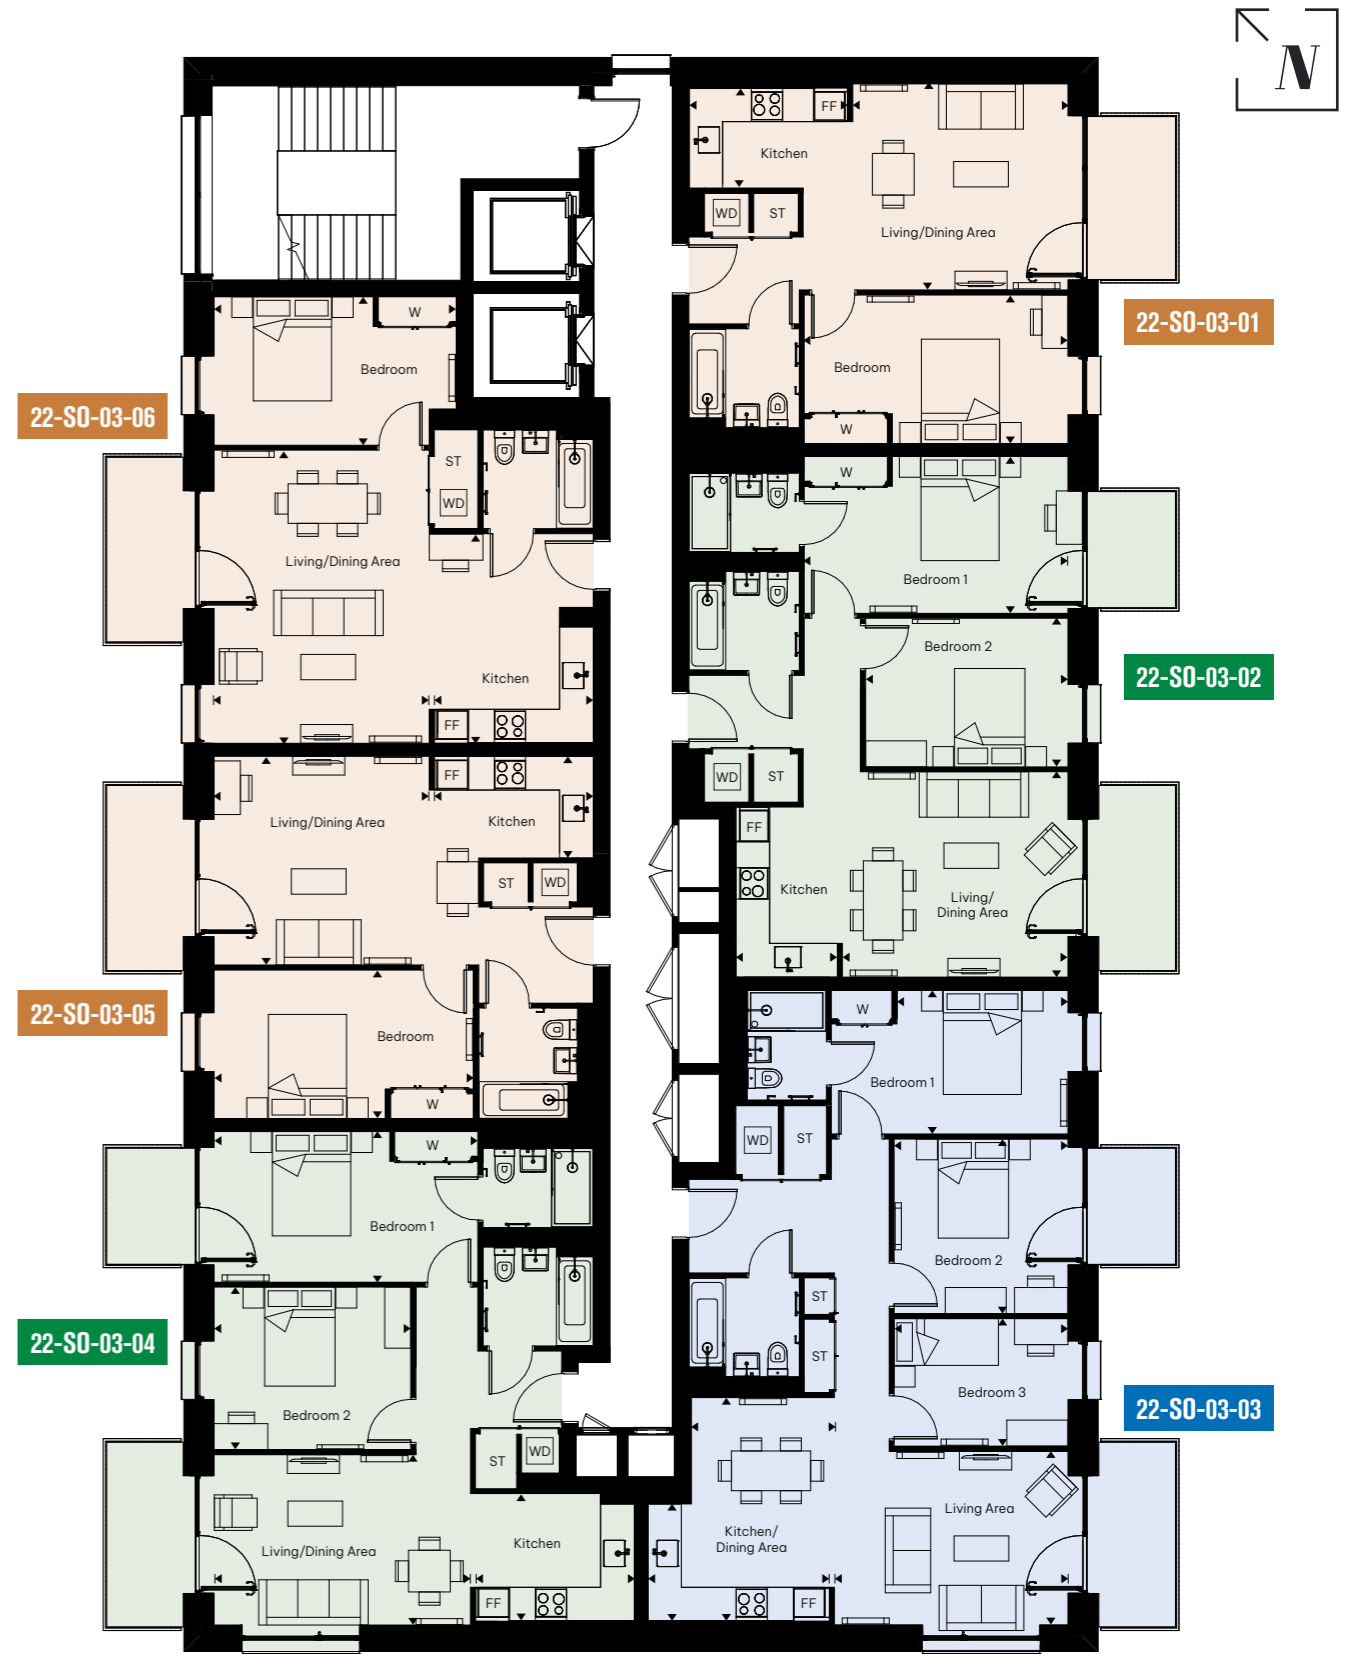 N
FF
Kitchen
WD
ST
Living/Dining Area
22-SO-03-01
Bedroom
W
W
Bedroom
22-SO-03-06
ST
WD
Living/Dining Area
Kitchen
FF
W
Bedroom 1
Bedroom 2
22-SO-03-02
WD
ST
FF
Kitchen
Living/
Dining Area
FF
Living/Dining Area
Kitchen
ST
WD
22-SO-03-05
Bedroom
W
W
Bedroom 1
WD
ST
Bedroom 2
ST
ST
Bedroom 3
22-SO-03-03
Living Area
Kitchen/
Dining Area
FF
W
Bedroom 1
22-SO-03-04
Bedroom 2
ST
WD
Living/Dining Area
Kitchen
FF